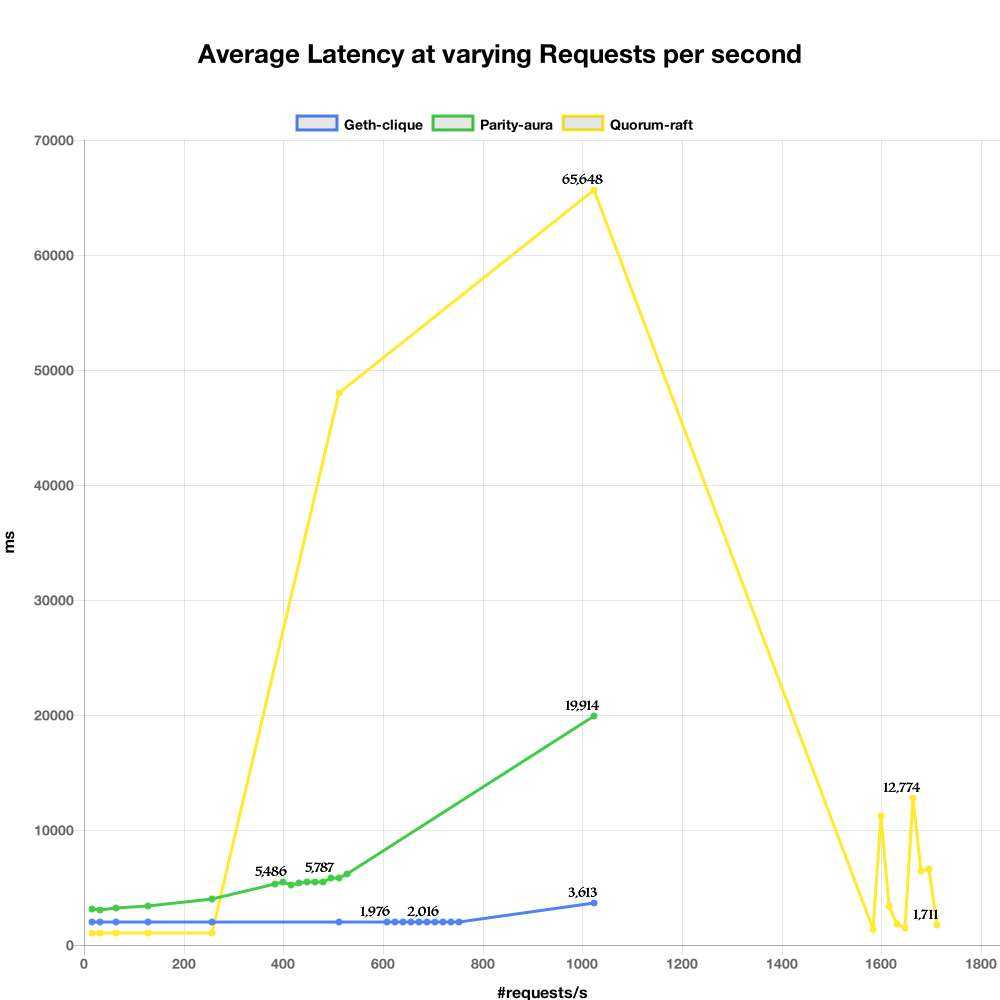 Average Latency at varying Requests per second
Geth-clique Parity-aura Quorum-raft
70000
65,648
60000
50000
40000
ms
30000
20000
19,914
12,774
10000
5,486 5,787
3,613
1,976 2,016 1,711
0
0 200 400 600 800 1000 1200 1400 1600 1800
#requests/s